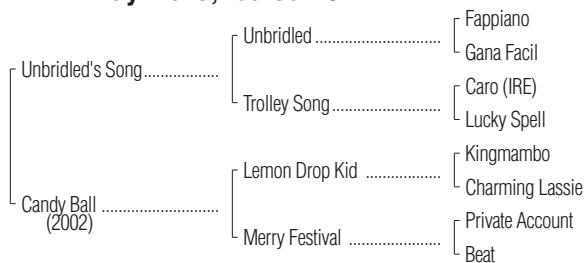 Fappiano
Unbridled
Gana Facil
Unbridled's Song
Caro (IRE)
Trolley Song
Lucky Spell
Kingmambo
Lemon Drop Kid
Charming Lassie
Candy Ball
(2002)
Private Account
Merry Festival
Beat